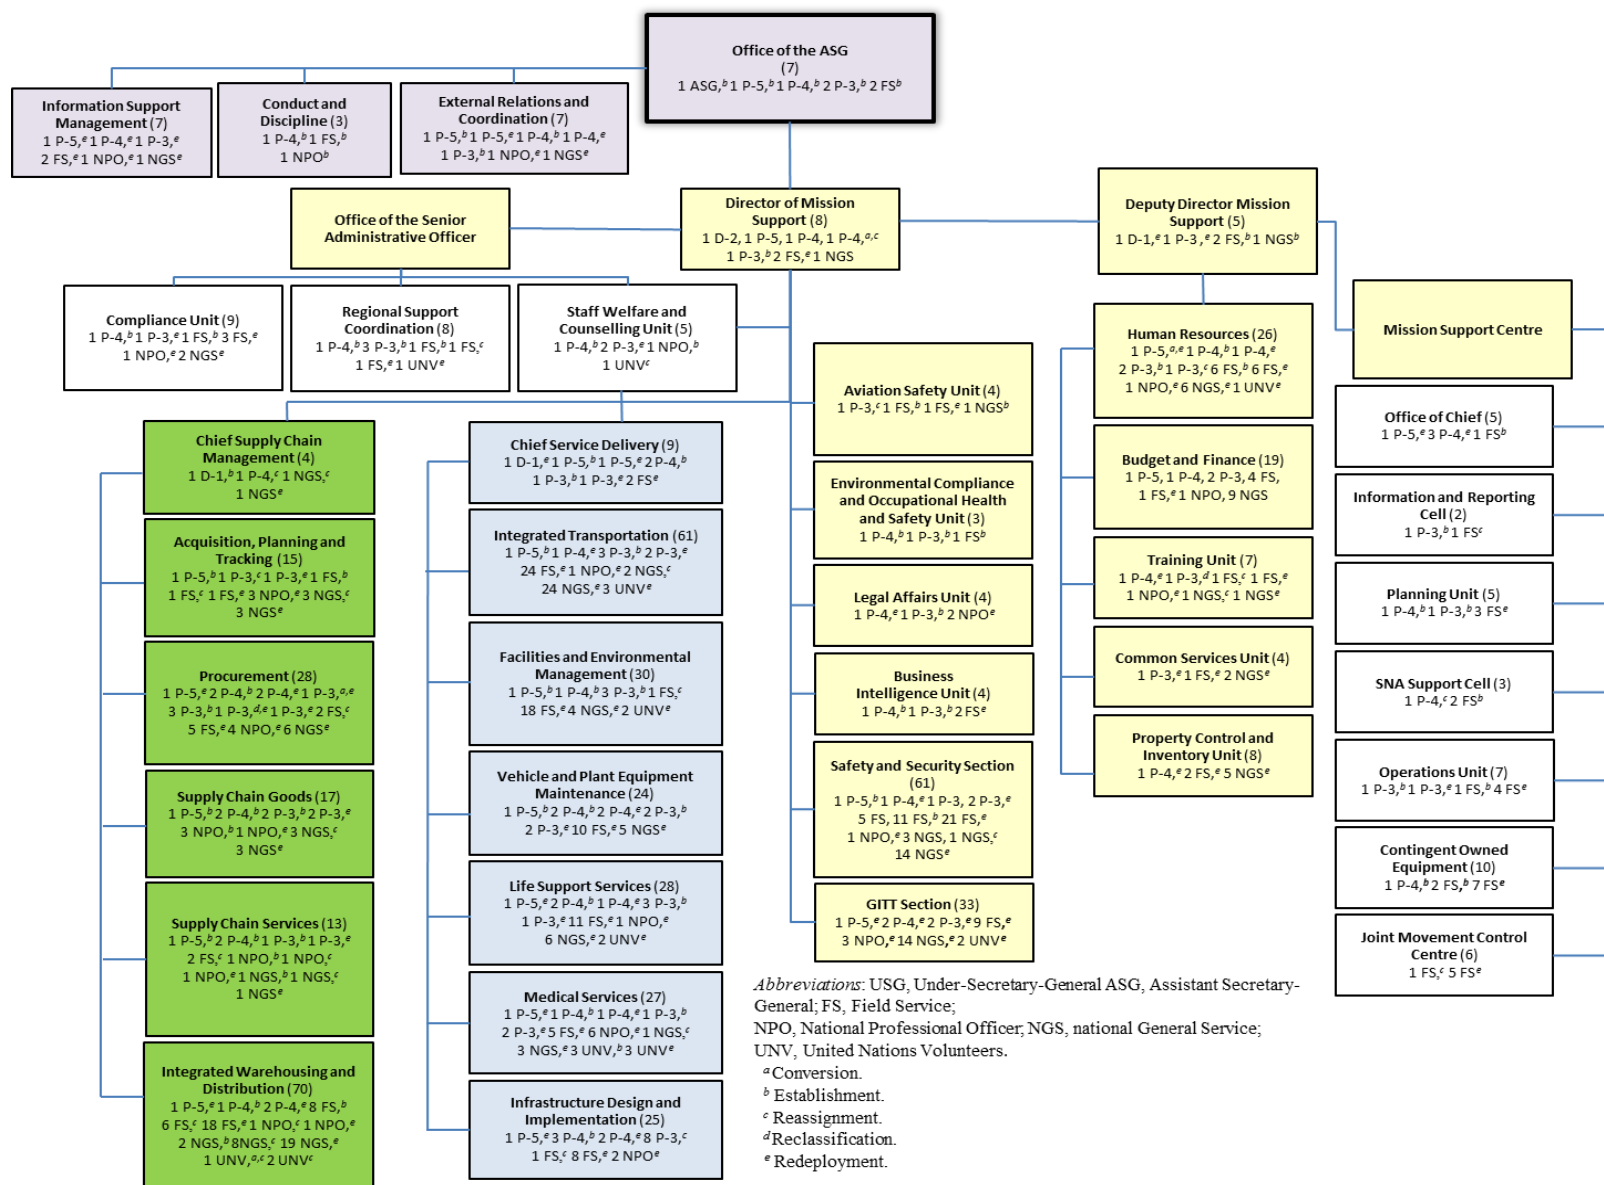 Office of the ASG
(7)
1 ASG,ᵇ 1 P-5,ᵇ 1 P-4,ᵇ 2 P-3,ᵇ 2 FSᵇ
Information Support
Management (7)
1 P-5,ᵉ 1 P-4,ᵉ 1 P-3,ᵉ
2 FS,ᵉ 1 NPO,ᵉ 1 NGSᵉ
Conduct and
Discipline (3)
1 P-4,ᵇ 1 FS,ᵇ
1 NPOᵇ
External Relations and
Coordination (7)
1 P-5,ᵇ 1 P-5,ᵉ 1 P-4,ᵇ 1 P-4,ᵉ
1 P-3,ᵇ 1 NPO,ᵉ 1 NGSᵉ
Office of the Senior
Administrative Officer
Director of Mission
Support (8)
1 D-2, 1 P-5, 1 P-4, 1 P-4,ᵃ,ᶜ
1 P-3,ᵇ 2 FS,ᵉ 1 NGS
Deputy Director Mission
Support (5)
1 D-1,ᵉ 1 P-3 ,ᵉ 2 FS,ᵇ 1 NGSᵇ
Compliance Unit (9)
1 P-4,ᵇ 1 P-3,ᵉ 1 FS,ᵇ 3 FS,ᵉ
1 NPO,ᵉ 2 NGSᵉ
Regional Support
Coordination (8)
1 P-4,ᵇ 3 P-3,ᵇ 1 FS,ᵇ 1 FS,ᶜ
1 FS,ᵉ 1 UNVᵉ
Staff Welfare and
Counselling Unit (5)
1 P-4,ᵇ 2 P-3,ᵉ 1 NPO,ᵇ
1 UNVᶜ
Chief Supply Chain
Management (4)
1 D-1,ᵇ 1 P-4,ᶜ 1 NGS,ᶜ
1 NGSᵉ
Acquisition, Planning and
Tracking (15)
1 P-5,ᵇ 1 P-3,ᶜ 1 P-3,ᵉ 1 FS,ᵇ
1 FS,ᶜ 1 FS,ᵉ 3 NPO,ᵉ 3 NGS,ᶜ
3 NGSᵉ
Procurement (28)
1 P-5,ᵉ 2 P-4,ᵇ 2 P-4,ᵉ 1 P-3,ᵃ,ᵉ
3 P-3,ᵇ 1 P-3,ᵈ,ᵉ 1 P-3,ᵉ 2 FS,ᶜ
5 FS,ᵉ 4 NPO,ᵉ 6 NGSᵉ
Supply Chain Goods (17)
1 P-5,ᵇ 2 P-4,ᵇ 2 P-3,ᵇ 2 P-3,ᵉ
3 NPO,ᵇ 1 NPO,ᵉ 3 NGS,ᶜ
3 NGSᵉ
Supply Chain Services (13)
1 P-5,ᵇ 2 P-4,ᵇ 1 P-3,ᵇ 1 P-3,ᵉ
2 FS,ᶜ 1 NPO,ᵇ 1 NPO,ᶜ
1 NPO,ᵉ 1 NGS,ᵇ 1 NGS,ᶜ
1 NGSᵉ
Integrated Warehousing and
Distribution (70)
1 P-5,ᵉ 1 P-4,ᵇ 2 P-4,ᵉ 8 FS,ᵇ
6 FS,ᶜ 18 FS,ᵉ 1 NPO,ᶜ 1 NPO,ᵉ
2 NGS,ᵇ 8NGS,ᶜ 19 NGS,ᵉ
1 UNV,ᵃ,ᶜ 2 UNVᶜ
Chief Service Delivery (9)
1 D-1,ᵉ 1 P-5,ᵇ 1 P-5,ᵉ 2 P-4,ᵇ
1 P-3,ᵇ 1 P-3,ᵉ 2 FSᵉ
Integrated Transportation (61)
1 P-5,ᵇ 1 P-4,ᵉ 3 P-3,ᵇ 2 P-3,ᵉ
24 FS,ᵉ 1 NPO,ᵉ 2 NGS,ᶜ
24 NGS,ᵉ 3 UNVᵉ
Facilities and Environmental
Management (30)
1 P-5,ᵇ 1 P-4,ᵇ 3 P-3,ᵇ 1 FS,ᶜ
18 FS,ᵉ 4 NGS,ᵉ 2 UNVᵉ
Vehicle and Plant Equipment
Maintenance (24)
1 P-5,ᵇ 2 P-4,ᵇ 2 P-4,ᵉ 2 P-3,ᵇ
2 P-3,ᵉ 10 FS,ᵉ 5 NGSᵉ
Life Support Services (28)
1 P-5,ᵉ 2 P-4,ᵇ 1 P-4,ᵉ 3 P-3,ᵇ
1 P-3,ᵉ 11 FS,ᵉ 1 NPO,ᵉ
6 NGS,ᵉ 2 UNVᵉ
Medical Services (27)
1 P-5,ᵉ 1 P-4,ᵇ 1 P-4,ᵉ 1 P-3,ᵇ
2 P-3,ᵉ 5 FS,ᵉ 6 NPO,ᵉ 1 NGS,ᶜ
3 NGS,ᵉ 3 UNV,ᵇ 3 UNVᵉ
Infrastructure Design and
Implementation (25)
1 P-5,ᵉ 3 P-4,ᵇ 2 P-4,ᵉ 8 P-3,ᶜ
1 FS,ᶜ 8 FS,ᵉ 2 NPOᵉ
Aviation Safety Unit (4)
1 P-3,ᶜ 1 FS,ᵇ 1 FS,ᵉ 1 NGSᵇ
Environmental Compliance
and Occupational Health
and Safety Unit (3)
1 P-4,ᵇ 1 P-3,ᵇ 1 FSᵇ
Legal Affairs Unit (4)
1 P-4,ᵉ 1 P-3,ᵇ 2 NPOᵉ
Business
Intelligence Unit (4)
1 P-4,ᵇ 1 P-3,ᵇ 2 FSᵉ
Safety and Security Section
(61)
1 P-5,ᵇ 1 P-4,ᵉ 1 P-3, 2 P-3,ᵉ
5 FS, 11 FS,ᵇ 21 FS,ᵉ
1 NPO,ᵉ 3 NGS, 1 NGS,ᶜ
14 NGSᵉ
GITT Section (33)
1 P-5,ᵉ 2 P-4,ᵉ 2 P-3,ᵉ 9 FS,ᵉ
3 NPO,ᵉ 14 NGS,ᵉ 2 UNVᵉ
Human Resources (26)
1 P-5,ᵃ,ᵉ 1 P-4,ᵇ 1 P-4,ᵉ
2 P-3,ᵇ 1 P-3,ᶜ 6 FS,ᵇ 6 FS,ᵉ
1 NPO,ᵉ 6 NGS,ᵉ 1 UNVᵉ
Budget and Finance (19)
1 P-5, 1 P-4, 2 P-3, 4 FS,
1 FS,ᵉ 1 NPO, 9 NGS
Training Unit (7)
1 P-4,ᵉ 1 P-3,ᵈ 1 FS,ᶜ 1 FS,ᵉ
1 NPO,ᵉ 1 NGS,ᶜ 1 NGSᵉ
Common Services Unit (4)
1 P-3,ᵉ 1 FS,ᵉ 2 NGSᵉ
Property Control and
Inventory Unit (8)
1 P-4,ᵉ 2 FS,ᵉ 5 NGSᵉ
Mission Support Centre
Office of Chief (5)
1 P-5,ᵉ 3 P-4,ᵉ 1 FSᵇ
Information and Reporting
Cell (2)
1 P-3,ᵇ 1 FSᶜ
Planning Unit (5)
1 P-4,ᵇ 1 P-3,ᵇ 3 FSᵉ
SNA Support Cell (3)
1 P-4,ᶜ 2 FSᵇ
Operations Unit (7)
1 P-3,ᵇ 1 P-3,ᵉ 1 FS,ᵇ 4 FSᵉ
Contingent Owned
Equipment (10)
1 P-4,ᵇ 2 FS,ᵇ 7 FSᵉ
Joint Movement Control
Centre (6)
1 FS,ᶜ 5 FSᵉ
Abbreviations: USG, Under-Secretary-General ASG, Assistant Secretary-
General; FS, Field Service;
NPO, National Professional Officer; NGS, national General Service;
UNV, United Nations Volunteers.
ᵃ Conversion.
ᵇ Establishment.
ᶜ Reassignment.
ᵈ Reclassification.
ᵉ Redeployment.